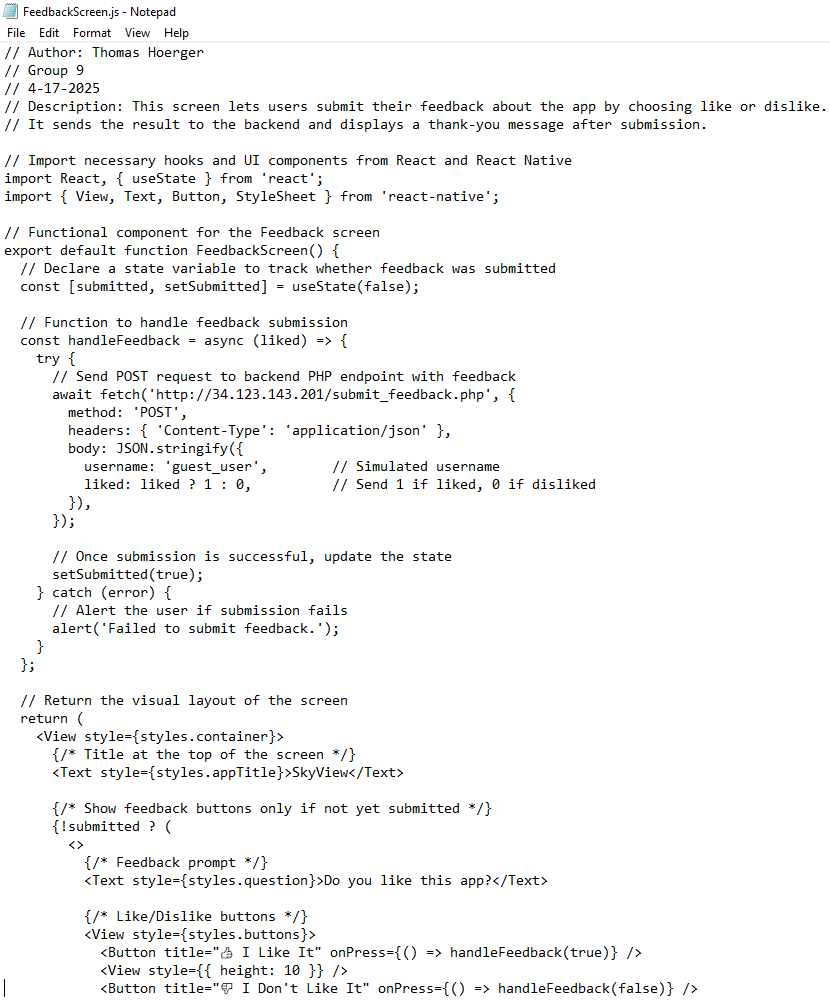 FeedbackScreen.js - Notepad
File Edit Format View Help
// Author: Thomas Hoerger
// Group 9
// 4-17-2025
// Description: This screen lets users submit their feedback about the app by choosing like or dislike.
// It sends the result to the backend and displays a thank-you message after submission.

// Import necessary hooks and UI components from React and React Native
import React, { useState } from 'react';
import { View, Text, Button, StyleSheet } from 'react-native';

// Functional component for the Feedback screen
export default function FeedbackScreen() {
  // Declare a state variable to track whether feedback was submitted
  const [submitted, setSubmitted] = useState(false);

  // Function to handle feedback submission
  const handleFeedback = async (liked) => {
    try {
      // Send POST request to backend PHP endpoint with feedback
      await fetch('http://34.123.143.201/submit_feedback.php', {
        method: 'POST',
        headers: { 'Content-Type': 'application/json' },
        body: JSON.stringify({
          username: 'guest_user',        // Simulated username
          liked: liked ? 1 : 0,          // Send 1 if liked, 0 if disliked
        }),
      });

      // Once submission is successful, update the state
      setSubmitted(true);
    } catch (error) {
      // Alert the user if submission fails
      alert('Failed to submit feedback.');
    }
  };

  // Return the visual layout of the screen
  return (
    <View style={styles.container}>
      {/* Title at the top of the screen */}
      <Text style={styles.appTitle}>SkyView</Text>

      {/* Show feedback buttons only if not yet submitted */}
      {!submitted ? (
        <>
          {/* Feedback prompt */}
          <Text style={styles.question}>Do you like this app?</Text>

          {/* Like/Dislike buttons */}
          <View style={styles.buttons}>
            <Button title="👍 I Like It" onPress={() => handleFeedback(true)} />
            <View style={{ height: 10 }} />
            <Button title="👎 I Don't Like It" onPress={() => handleFeedback(false)} />